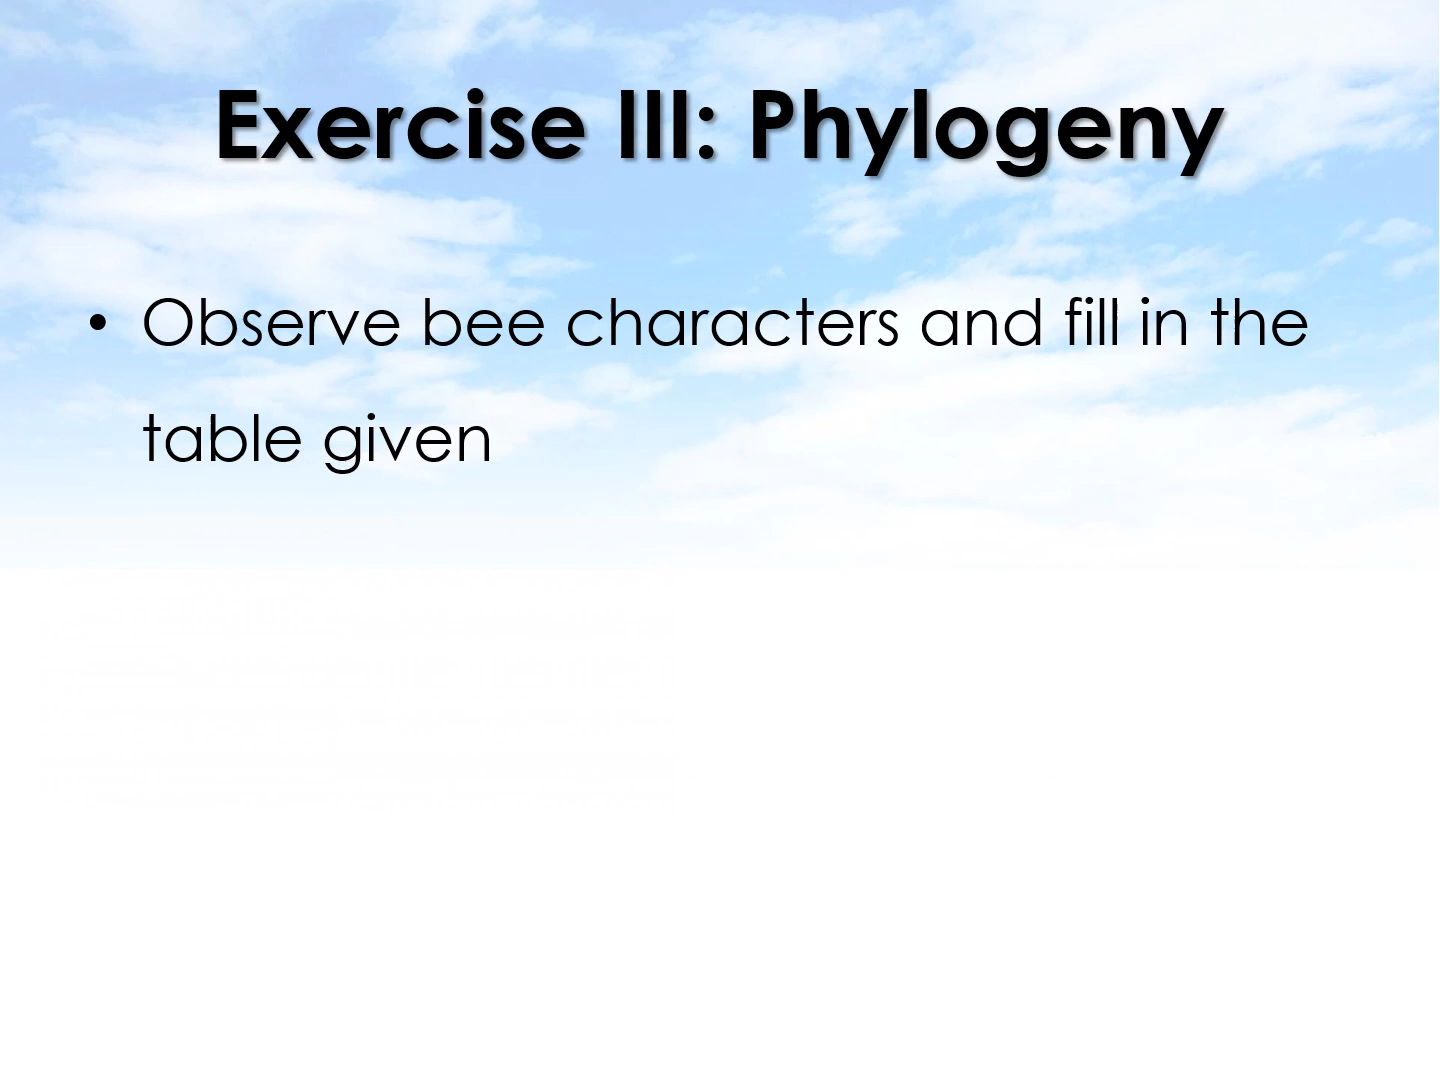 Exercise III: Phylogeny
• Observe bee characters and fill in the
table given